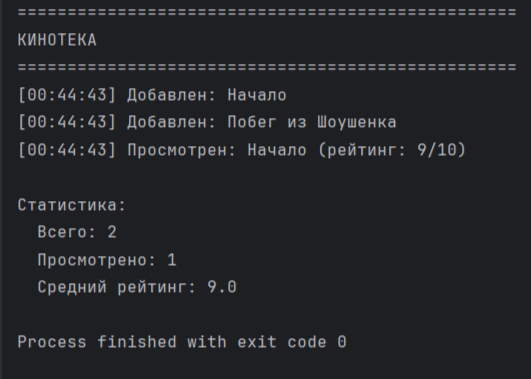 ==================================================
КИНОТЕКА
==================================================
[00:44:43] Добавлен: Начало
[00:44:43] Добавлен: Побег из Шоушенка
[00:44:43] Просмотрен: Начало (рейтинг: 9/10)
Статистика:
Всего: 2
Просмотрено: 1
Средний рейтинг: 9.0
Process finished with exit code 0